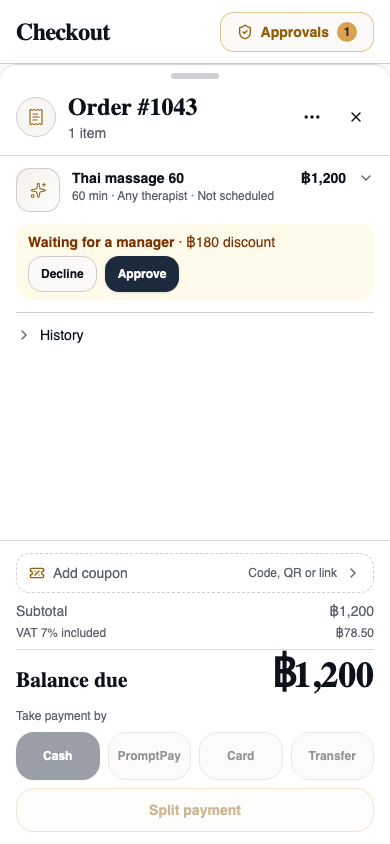 Checkout
Approvals 1
Order #1043
1 item
Thai massage 60 ฿1,200
60 min · Any therapist · Not scheduled
Waiting for a manager · ฿180 discount
Decline Approve
History
Add coupon Code, QR or link
Subtotal ฿1,200
VAT 7% included ฿78.50
Balance due ฿1,200
Take payment by
Cash PromptPay Card Transfer
Split payment